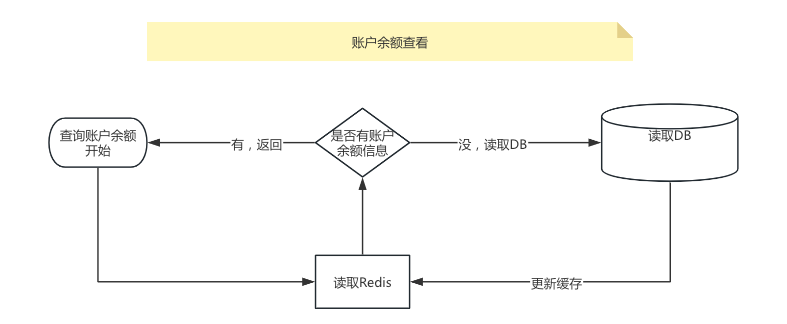 账户余额查看
查询账户余额
开始
有，返回
是否有账户
余额信息
没，读取DB
读取DB
读取Redis
更新缓存